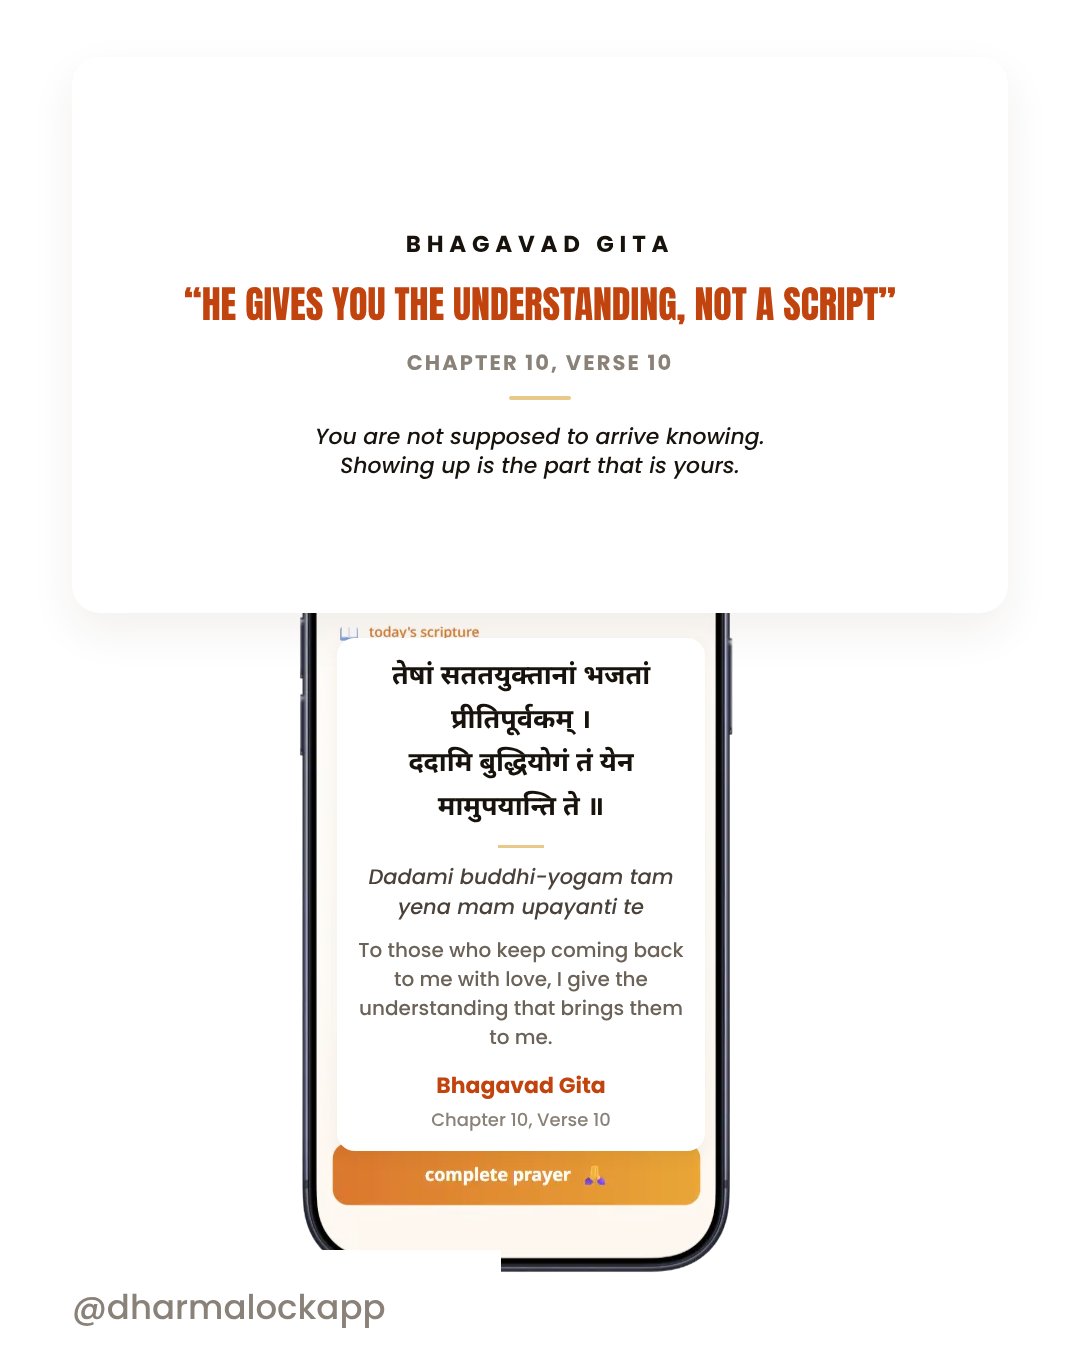 BHAGAVAD GITA
“HE GIVES YOU THE UNDERSTANDING, NOT A SCRIPT”
CHAPTER 10, VERSE 10
You are not supposed to arrive knowing.
Showing up is the part that is yours.
today's scripture
तेषां सततयुक्तानां भजतां
प्रीतिपूर्वकम् ।
ददामि बुद्धियोगं तं येन
मामुपयान्ति ते ॥
Dadami buddhi-yogam tam
yena mam upayanti te
To those who keep coming back
to me with love, I give the
understanding that brings them
to me.
Bhagavad Gita
Chapter 10, Verse 10
complete prayer 🙏
@dharmalockapp